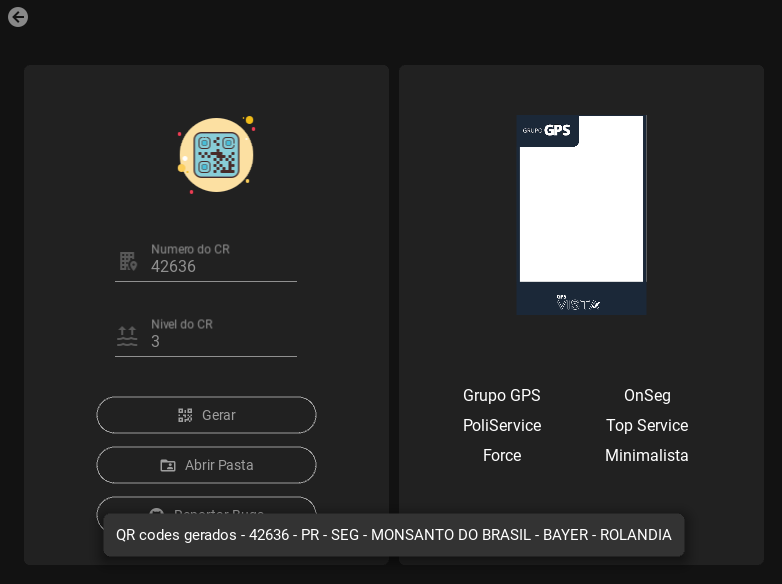 Numero do CR
42636
Nivel do CR
3
Gerar
Abrir Pasta
Reportar Bugs
GRUPO GPS
GPS
VISTA
Grupo GPS
OnSeg
PoliService
Top Service
Force
Minimalista
QR codes gerados - 42636 - PR - SEG - MONSANTO DO BRASIL - BAYER - ROLANDIA